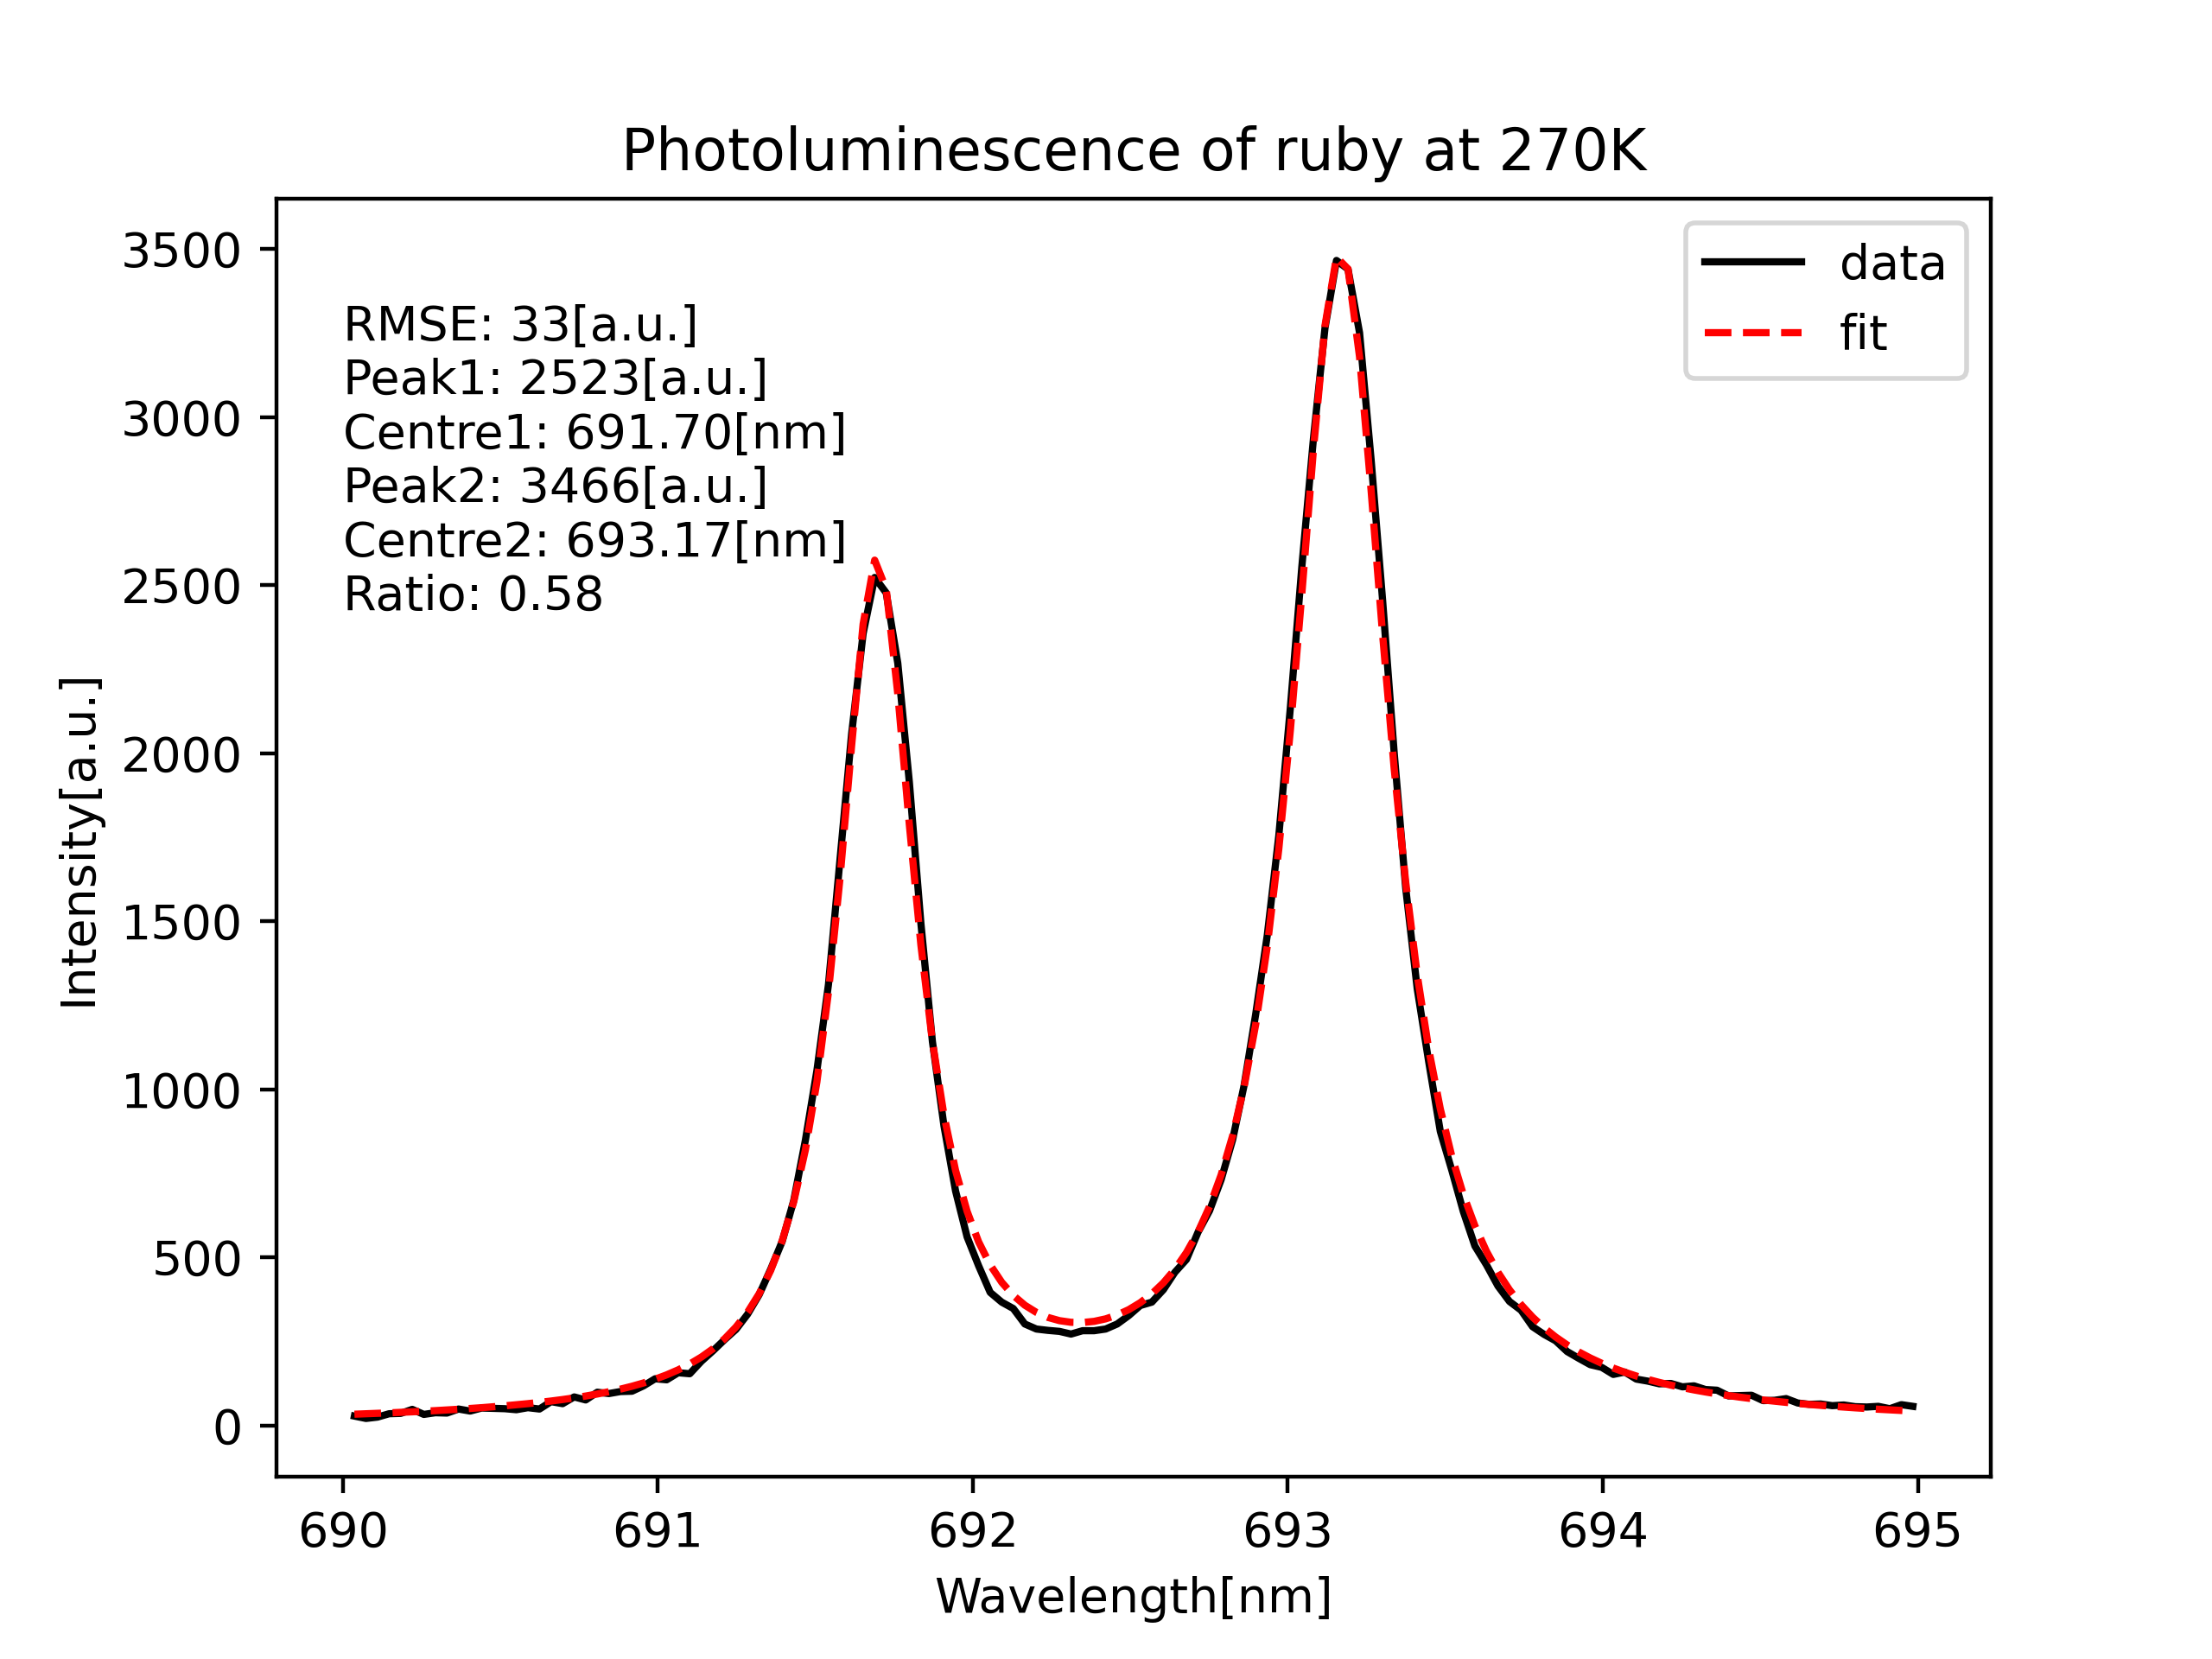 Photoluminescence of ruby at 270K
data
fit
RMSE: 33[a.u.]
Peak1: 2523[a.u.]
Centre1: 691.70[nm]
Peak2: 3466[a.u.]
Centre2: 693.17[nm]
Ratio: 0.58
3500
3000
2500
2000
1500
1000
500
0
Intensity[a.u.]
690 691 692 693 694 695
Wavelength[nm]